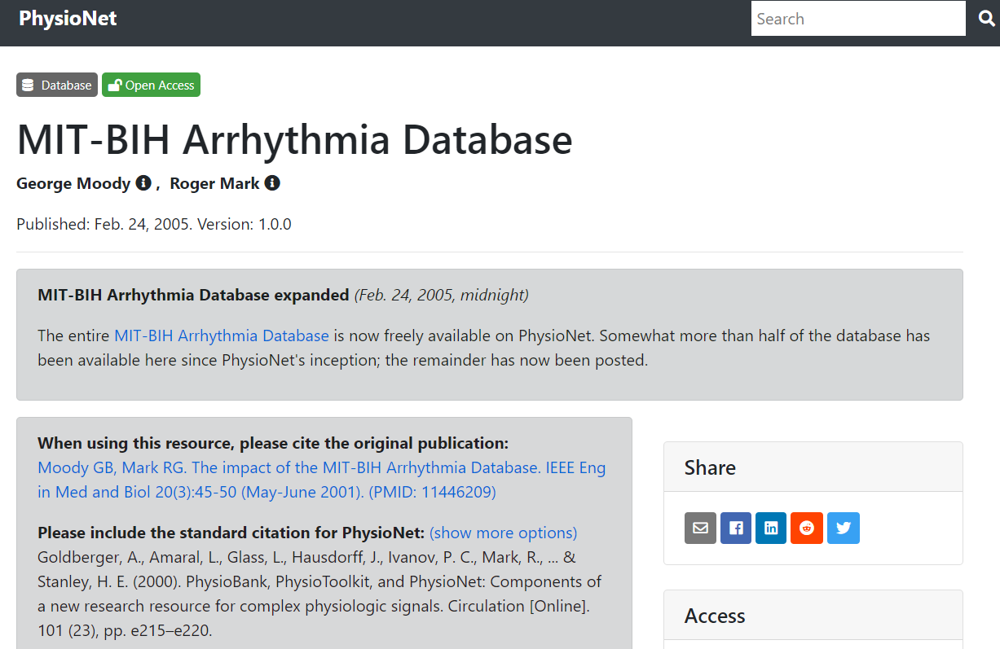 PhysioNet
Search
Database
Open Access
MIT-BIH Arrhythmia Database
George Moody , Roger Mark
Published: Feb. 24, 2005. Version: 1.0.0
MIT-BIH Arrhythmia Database expanded (Feb. 24, 2005, midnight)
The entire MIT-BIH Arrhythmia Database is now freely available on PhysioNet. Somewhat more than half of the database has
been available here since PhysioNet's inception; the remainder has now been posted.
When using this resource, please cite the original publication:
Moody GB, Mark RG. The impact of the MIT-BIH Arrhythmia Database. IEEE Eng
in Med and Biol 20(3):45-50 (May-June 2001). (PMID: 11446209)
Please include the standard citation for PhysioNet: (show more options)
Goldberger, A., Amaral, L., Glass, L., Hausdorff, J., Ivanov, P. C., Mark, R., ... &
Stanley, H. E. (2000). PhysioBank, PhysioToolkit, and PhysioNet: Components of
a new research resource for complex physiologic signals. Circulation [Online].
101 (23), pp. e215–e220.
Share
Access